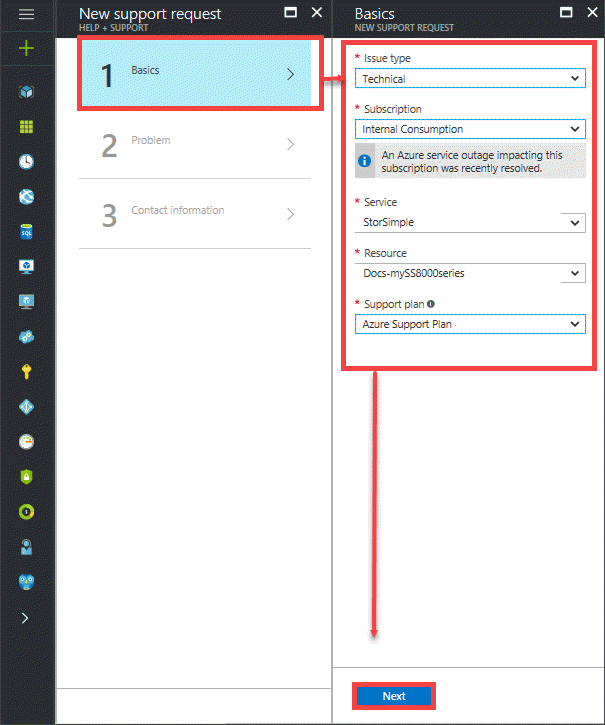 New support request
HELP + SUPPORT
1 Basics
2 Problem
3 Contact information
Basics
NEW SUPPORT REQUEST
* Issue type
Technical
* Subscription
Internal Consumption
An Azure service outage impacting this
subscription was recently resolved.
* Service
StorSimple
* Resource
Docs-mySS8000series
* Support plan
Azure Support Plan -
Next
SQL